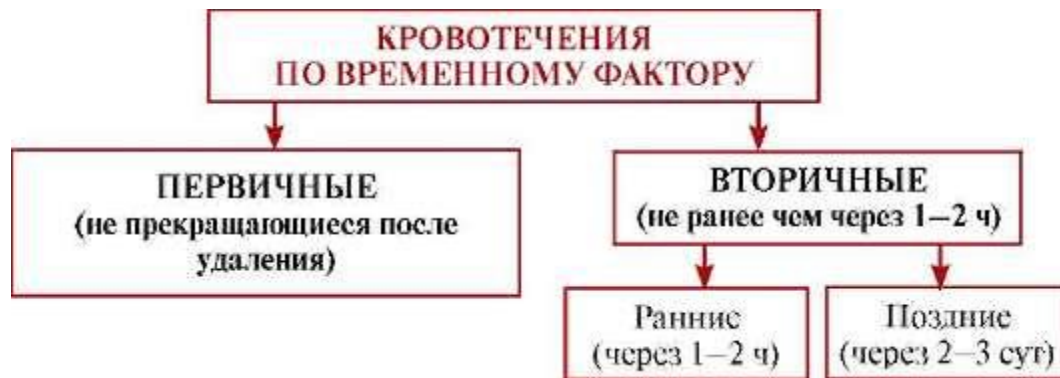 КРОВОТЕЧЕНИЯ
ПО ВРЕМЕННОМУ ФАКТОРУ
ПЕРВИЧНЫЕ
(не прекращающиеся после
удаления)
ВТОРИЧНЫЕ
(не ранее чем через 1–2 ч)
Ранние
(через 1–2 ч)
Поздние
(через 2–3 сут)